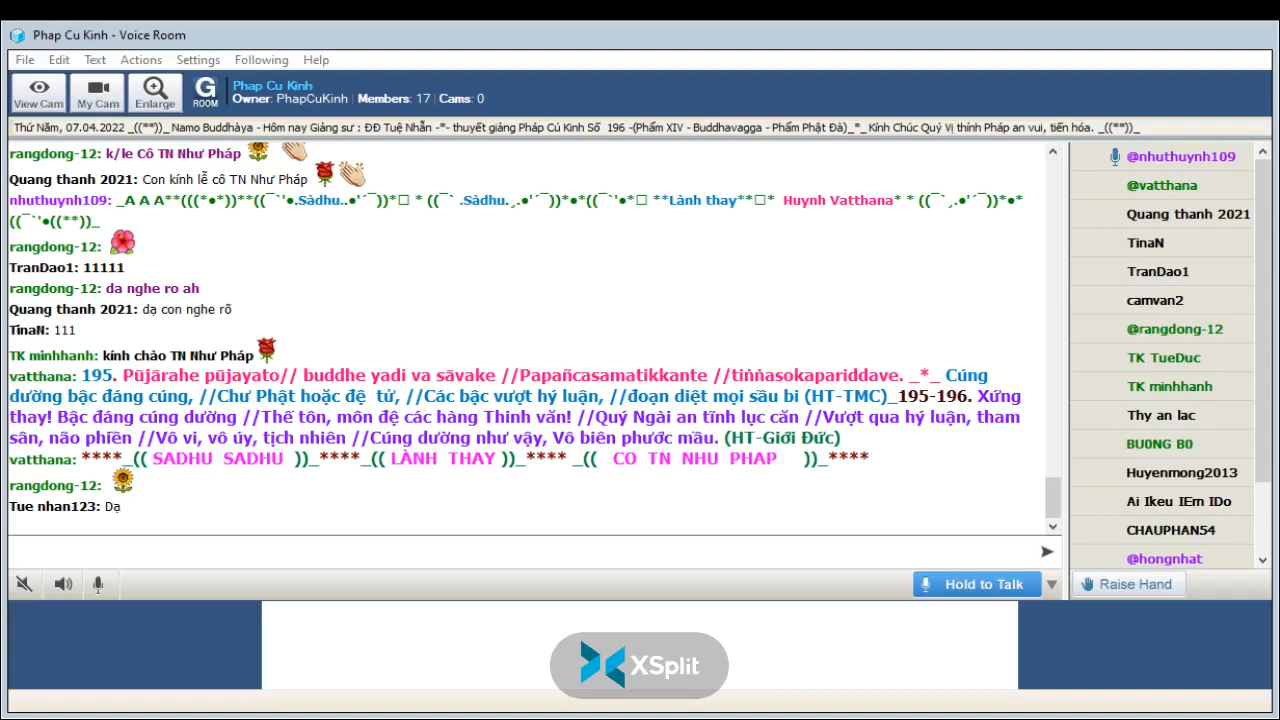 Phap Cu Kinh - Voice Room
File Edit Text Actions Settings Following Help
View Cam My Cam Enlarge G ROOM
Phap Cu Kinh
Owner: PhapCuKinh Members: 17 Cams: 0
Thứ Năm, 07.04.2022 _((**))_ Namo Buddhàya - Hôm nay Giảng sư : ĐĐ Tuệ Nhẫn -*- thuyết giảng Pháp Cú Kinh Số 196 -(Phẩm XIV - Buddhavagga - Phẩm Phật Đà)_*_ Kính Chúc Quý Vị thính Pháp an vui, tiến hóa. _((**))_
rangdong-12: k/le Cô TN Như Pháp
Quang thanh 2021: Con kính lễ cô TN Như Pháp
nhuthuynh109: _A A A**(((*●*))**((¯`'●.Sàdhu..●'´¯))*□ * ((¯` .Sàdhu.¸.●'´¯))*●*((¯`'●*□ **Lành thay**□* Huynh Vatthana* * ((¯`¸.●'´¯))*●*
((¯`'●((**))_
rangdong-12:
TranDao1: 11111
rangdong-12: da nghe ro ah
Quang thanh 2021: dạ con nghe rõ
TinaN: 111
TK minhhanh: kính chào TN Như Pháp
vatthana: 195. Pūjārahe pūjayato// buddhe yadi va sāvake //Papañcasamatikkante //tiṅṅasokapariddave. _*_ Cúng
dường bậc đáng cúng, //Chư Phật hoặc đệ tử, //Các bậc vượt hý luận, //đoạn diệt mọi sầu bi (HT-TMC)_195-196. Xứng
thay! Bậc đáng cúng dường //Thế tôn, môn đệ các hàng Thinh văn! //Quý Ngài an tĩnh lục căn //Vượt qua hý luận, tham
sân, não phiền //Vô vi, vô úy, tịch nhiên //Cúng dường như vậy, Vô biên phước mầu. (HT-Giới Đức)
vatthana: ****_(( SADHU SADHU ))_****_(( LÀNH THAY ))_**** _(( CO TN NHU PHAP ))_****
rangdong-12:
Tue nhan123: Dạ
@nhuthuynh109
@vatthana
Quang thanh 2021
TinaN
TranDao1
camvan2
@rangdong-12
TK TueDuc
TK minhhanh
Thy an lac
BU0NG B0
Huyenmong2013
Ai Ikeu IEm IDo
CHAUPHAN54
@hongnhat
Hold to Talk
Raise Hand
XSplit